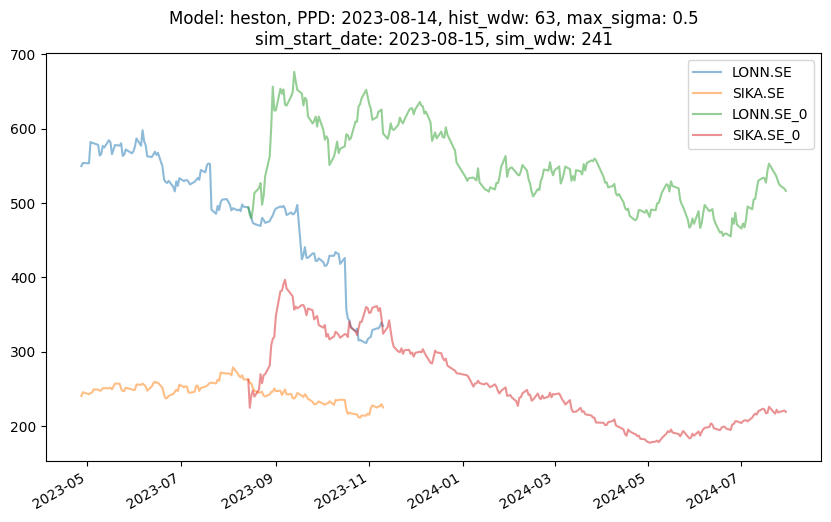 Model: heston, PPD: 2023-08-14, hist_wdw: 63, max_sigma: 0.5
sim_start_date: 2023-08-15, sim_wdw: 241
700
600
500
400
300
200
LONN.SE
SIKA.SE
LONN.SE_0
SIKA.SE_0
2023-05
2023-07
2023-09
2023-11
2024-01
2024-03
2024-05
2024-07